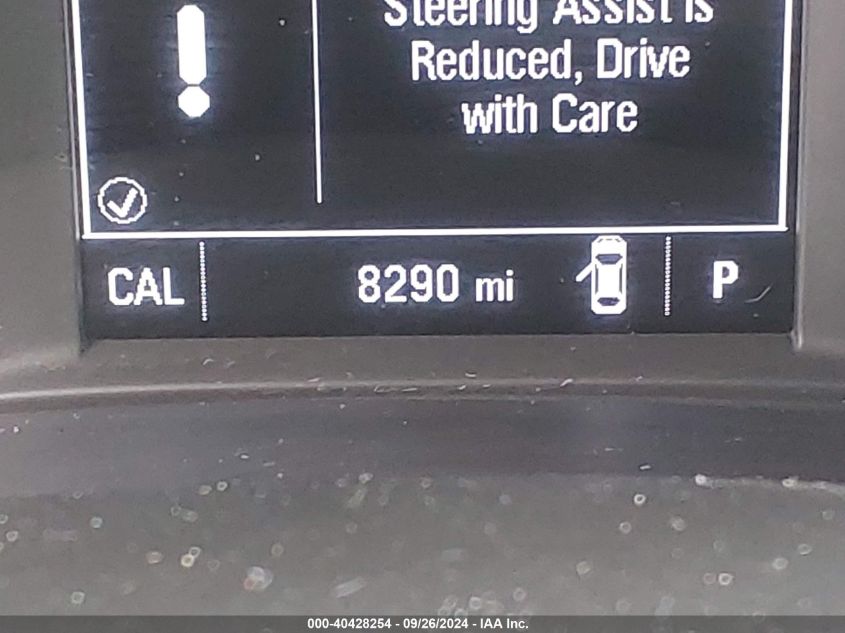 Steering Assist is
Reduced, Drive
with Care
CAL 8290 mi P
000-40428254 - 09/26/2024 - IAA Inc.